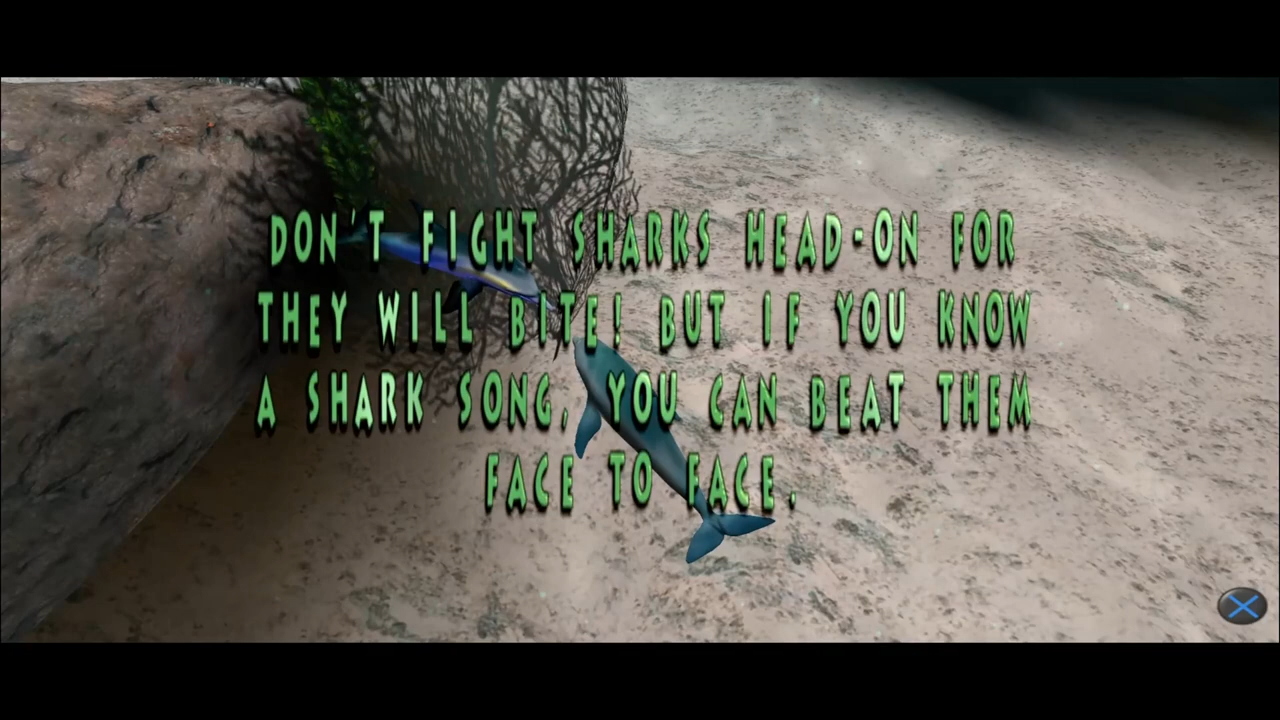 DON'T FIGHT SHARKS HEAD-ON FOR
THEY WILL BITE! BUT IF YOU KNOW
A SHARK SONG, YOU CAN BEAT THEM
FACE TO FACE.